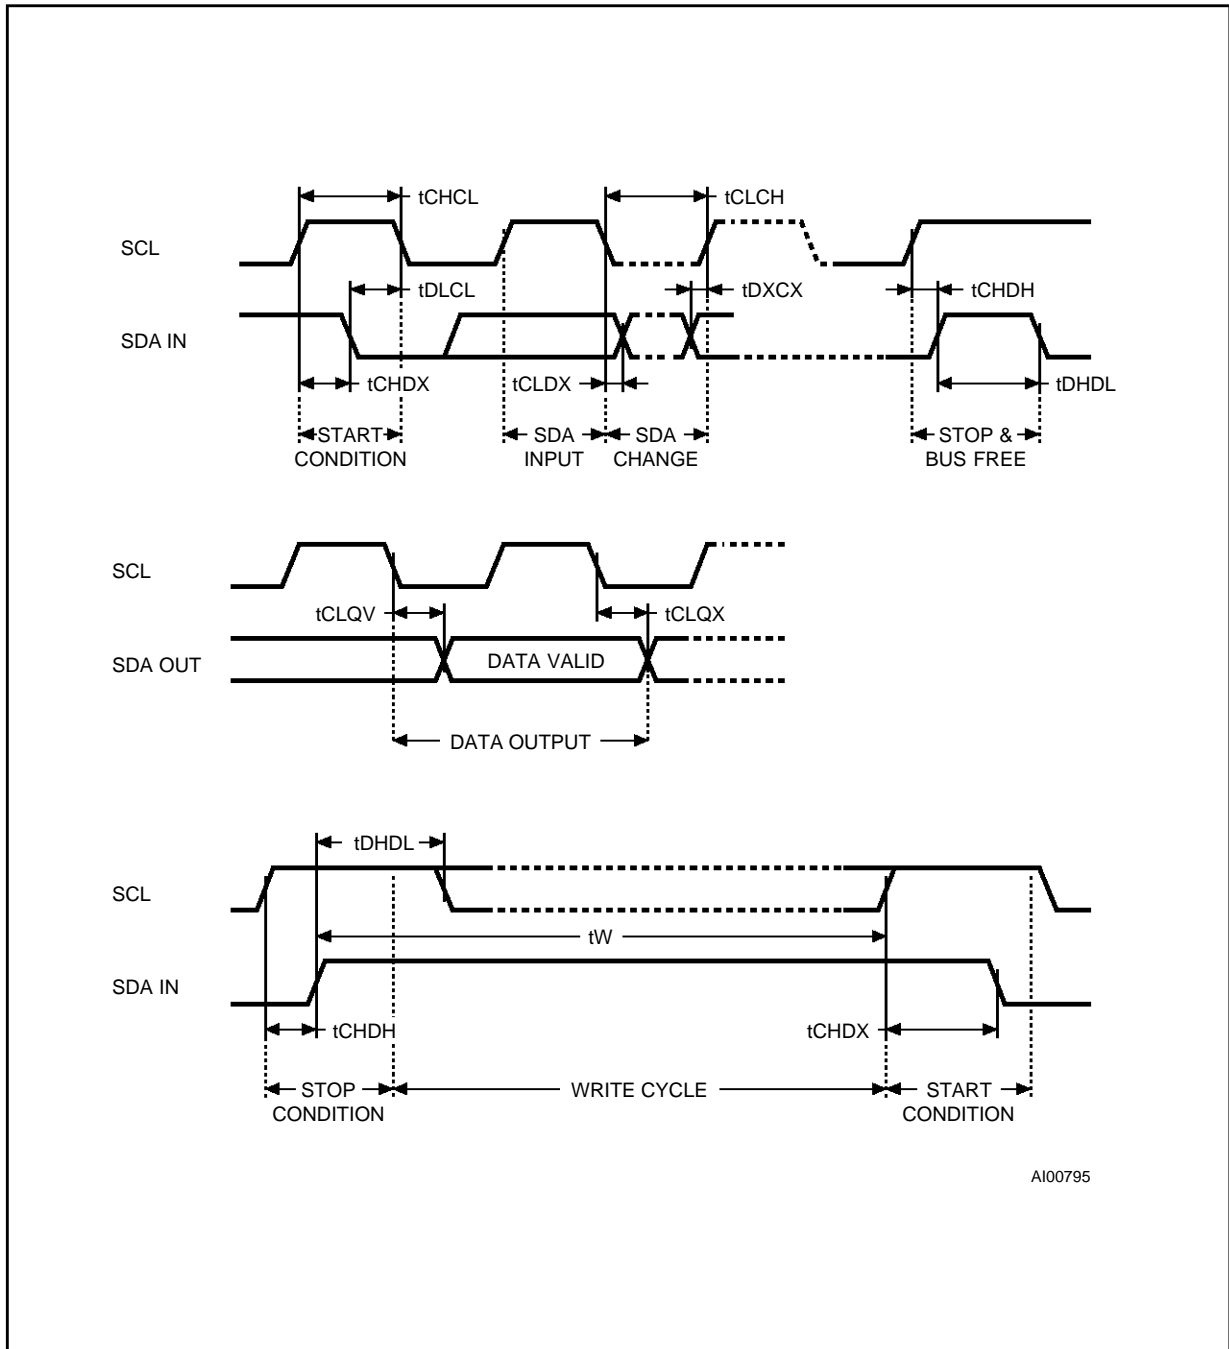 tCHCL
tCLCH
SCL
tDLCL
tDXCX
tCHDH
SDA IN
tCHDX
tCLDX
tDHDL
START
CONDITION
SDA
INPUT
SDA
CHANGE
STOP &
BUS FREE
SCL
tCLQV
tCLQX
SDA OUT
DATA VALID
DATA OUTPUT
tDHDL
SCL
tW
SDA IN
tCHDH
tCHDX
STOP
CONDITION
WRITE CYCLE
START
CONDITION
AI00795